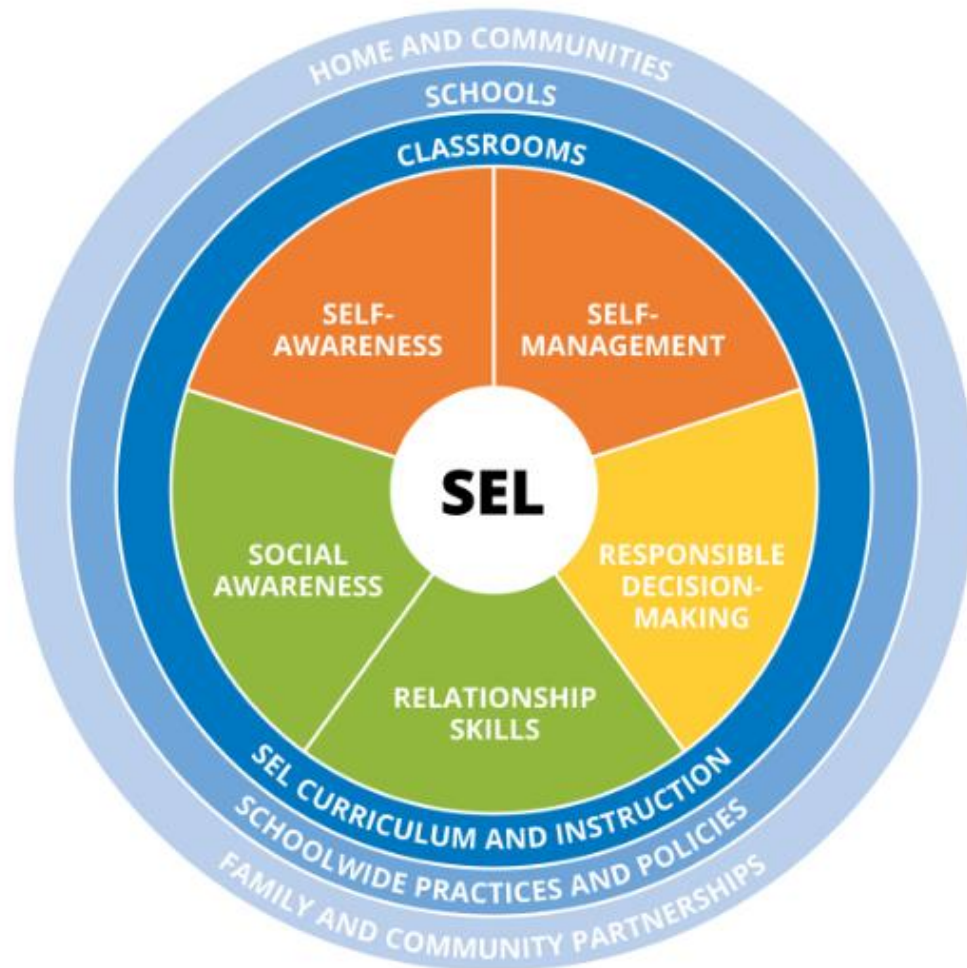 HOME AND COMMUNITIES
SCHOOLS
CLASSROOMS
SELF-
AWARENESS
SELF-
MANAGEMENT
SEL
SOCIAL
AWARENESS
RESPONSIBLE
DECISION-
MAKING
RELATIONSHIP
SKILLS
SEL CURRICULUM AND INSTRUCTION
SCHOOLWIDE PRACTICES AND POLICIES
FAMILY AND COMMUNITY PARTNERSHIPS